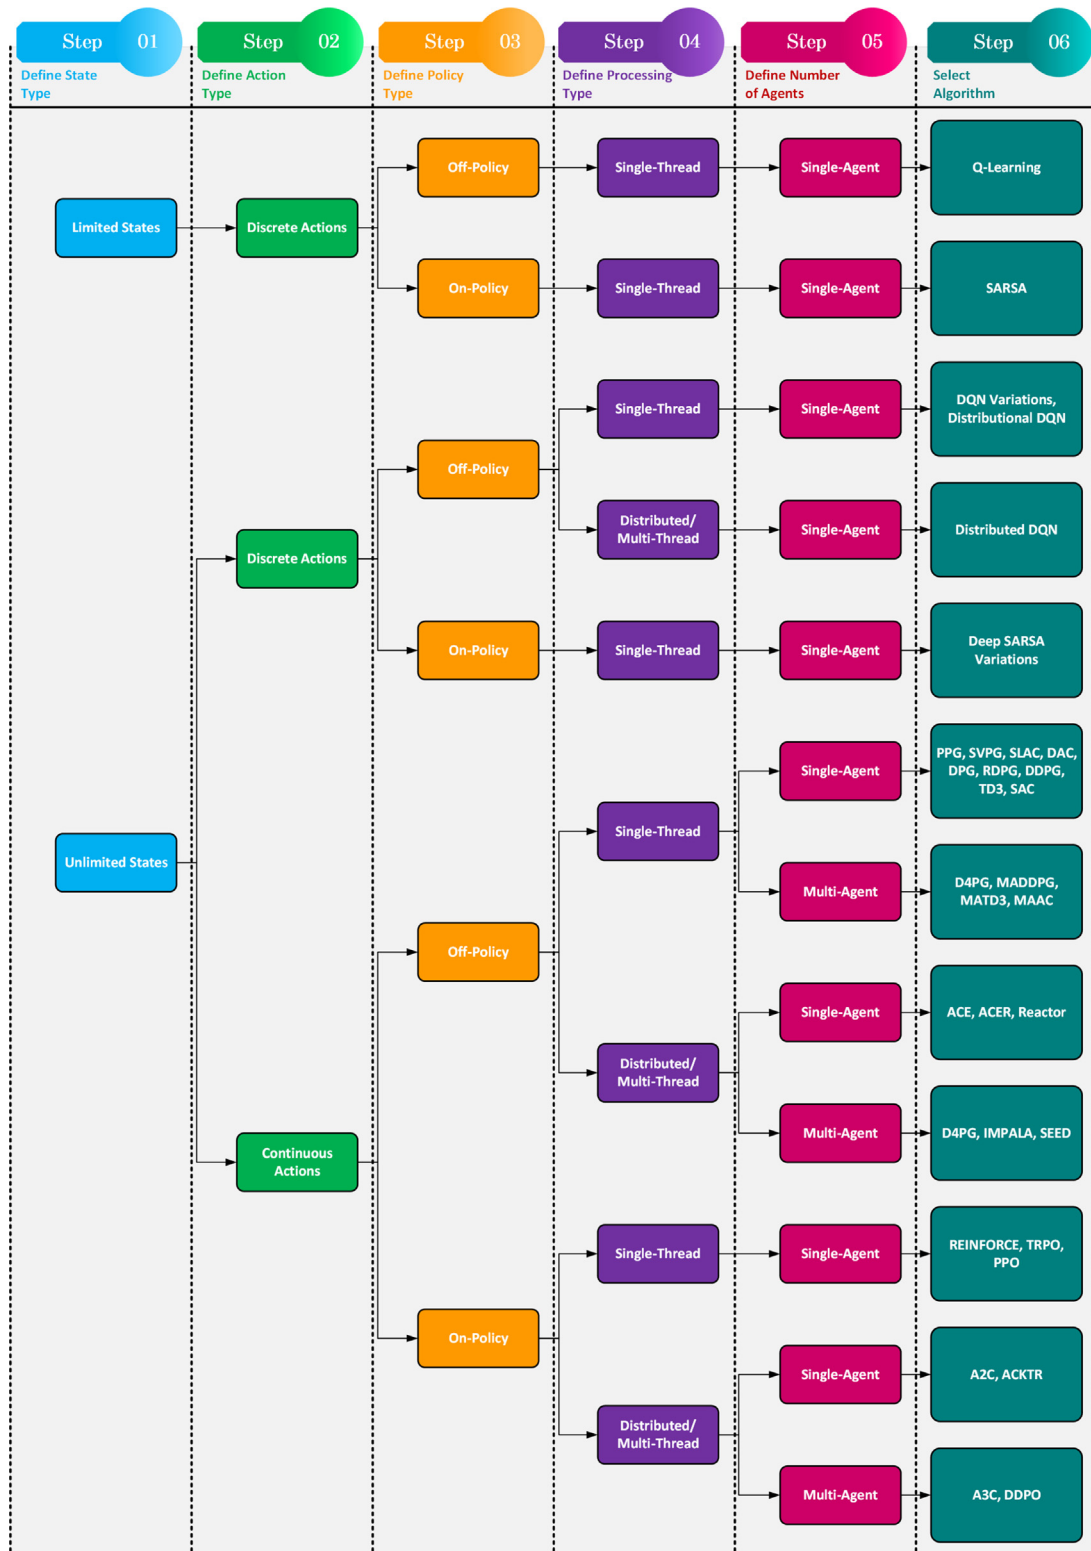 Step 01
Step 02
Step 03
Step 04
Step 05
Step 06
Define State
Type
Define Action
Type
Define Policy
Type
Define Processing
Type
Define Number
of Agents
Select
Algorithm
Limited States
Discrete Actions
Off-Policy
Single-Thread
Single-Agent
Q-Learning
On-Policy
Single-Thread
Single-Agent
SARSA
Unlimited States
Discrete Actions
Off-Policy
Single-Thread
Single-Agent
DQN Variations,
Distributional DQN
Distributed/
Multi-Thread
Single-Agent
Distributed DQN
On-Policy
Single-Thread
Single-Agent
Deep SARSA
Variations
Continuous
Actions
Off-Policy
Single-Thread
Single-Agent
PPG, SVPG, SLAC, DAC,
DPG, RDPG, DDPG,
TD3, SAC
Multi-Agent
D4PG, MADDPG,
MATD3, MAAC
Distributed/
Multi-Thread
Single-Agent
ACE, ACER, Reactor
Multi-Agent
D4PG, IMPALA, SEED
On-Policy
Single-Thread
Single-Agent
REINFORCE, TRPO,
PPO
Distributed/
Multi-Thread
Single-Agent
A2C, ACKTR
Multi-Agent
A3C, DDPO